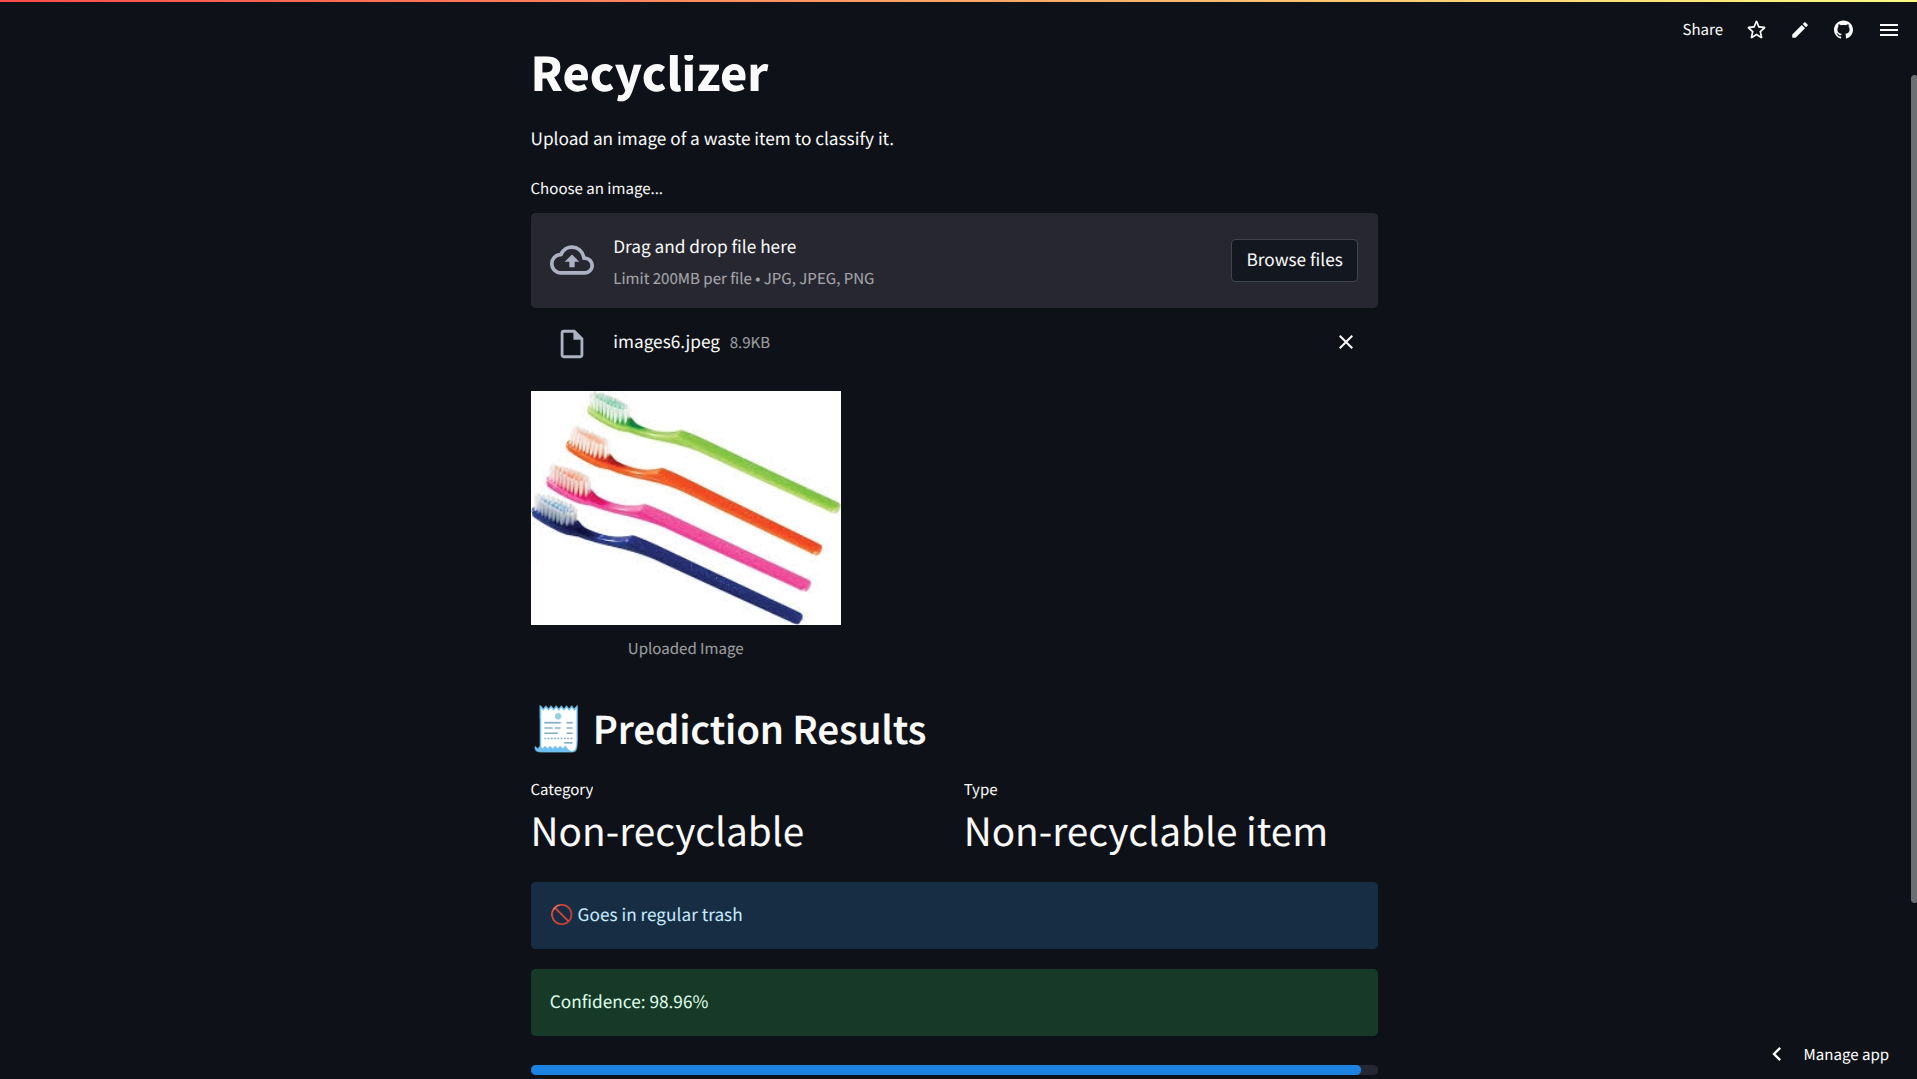 Share
Recyclizer
Upload an image of a waste item to classify it.
Choose an image...
Drag and drop file here
Limit 200MB per file • JPG, JPEG, PNG
Browse files
images6.jpeg 8.9KB
Uploaded Image
Prediction Results
Category
Non-recyclable
Type
Non-recyclable item
Goes in regular trash
Confidence: 98.96%
Manage app